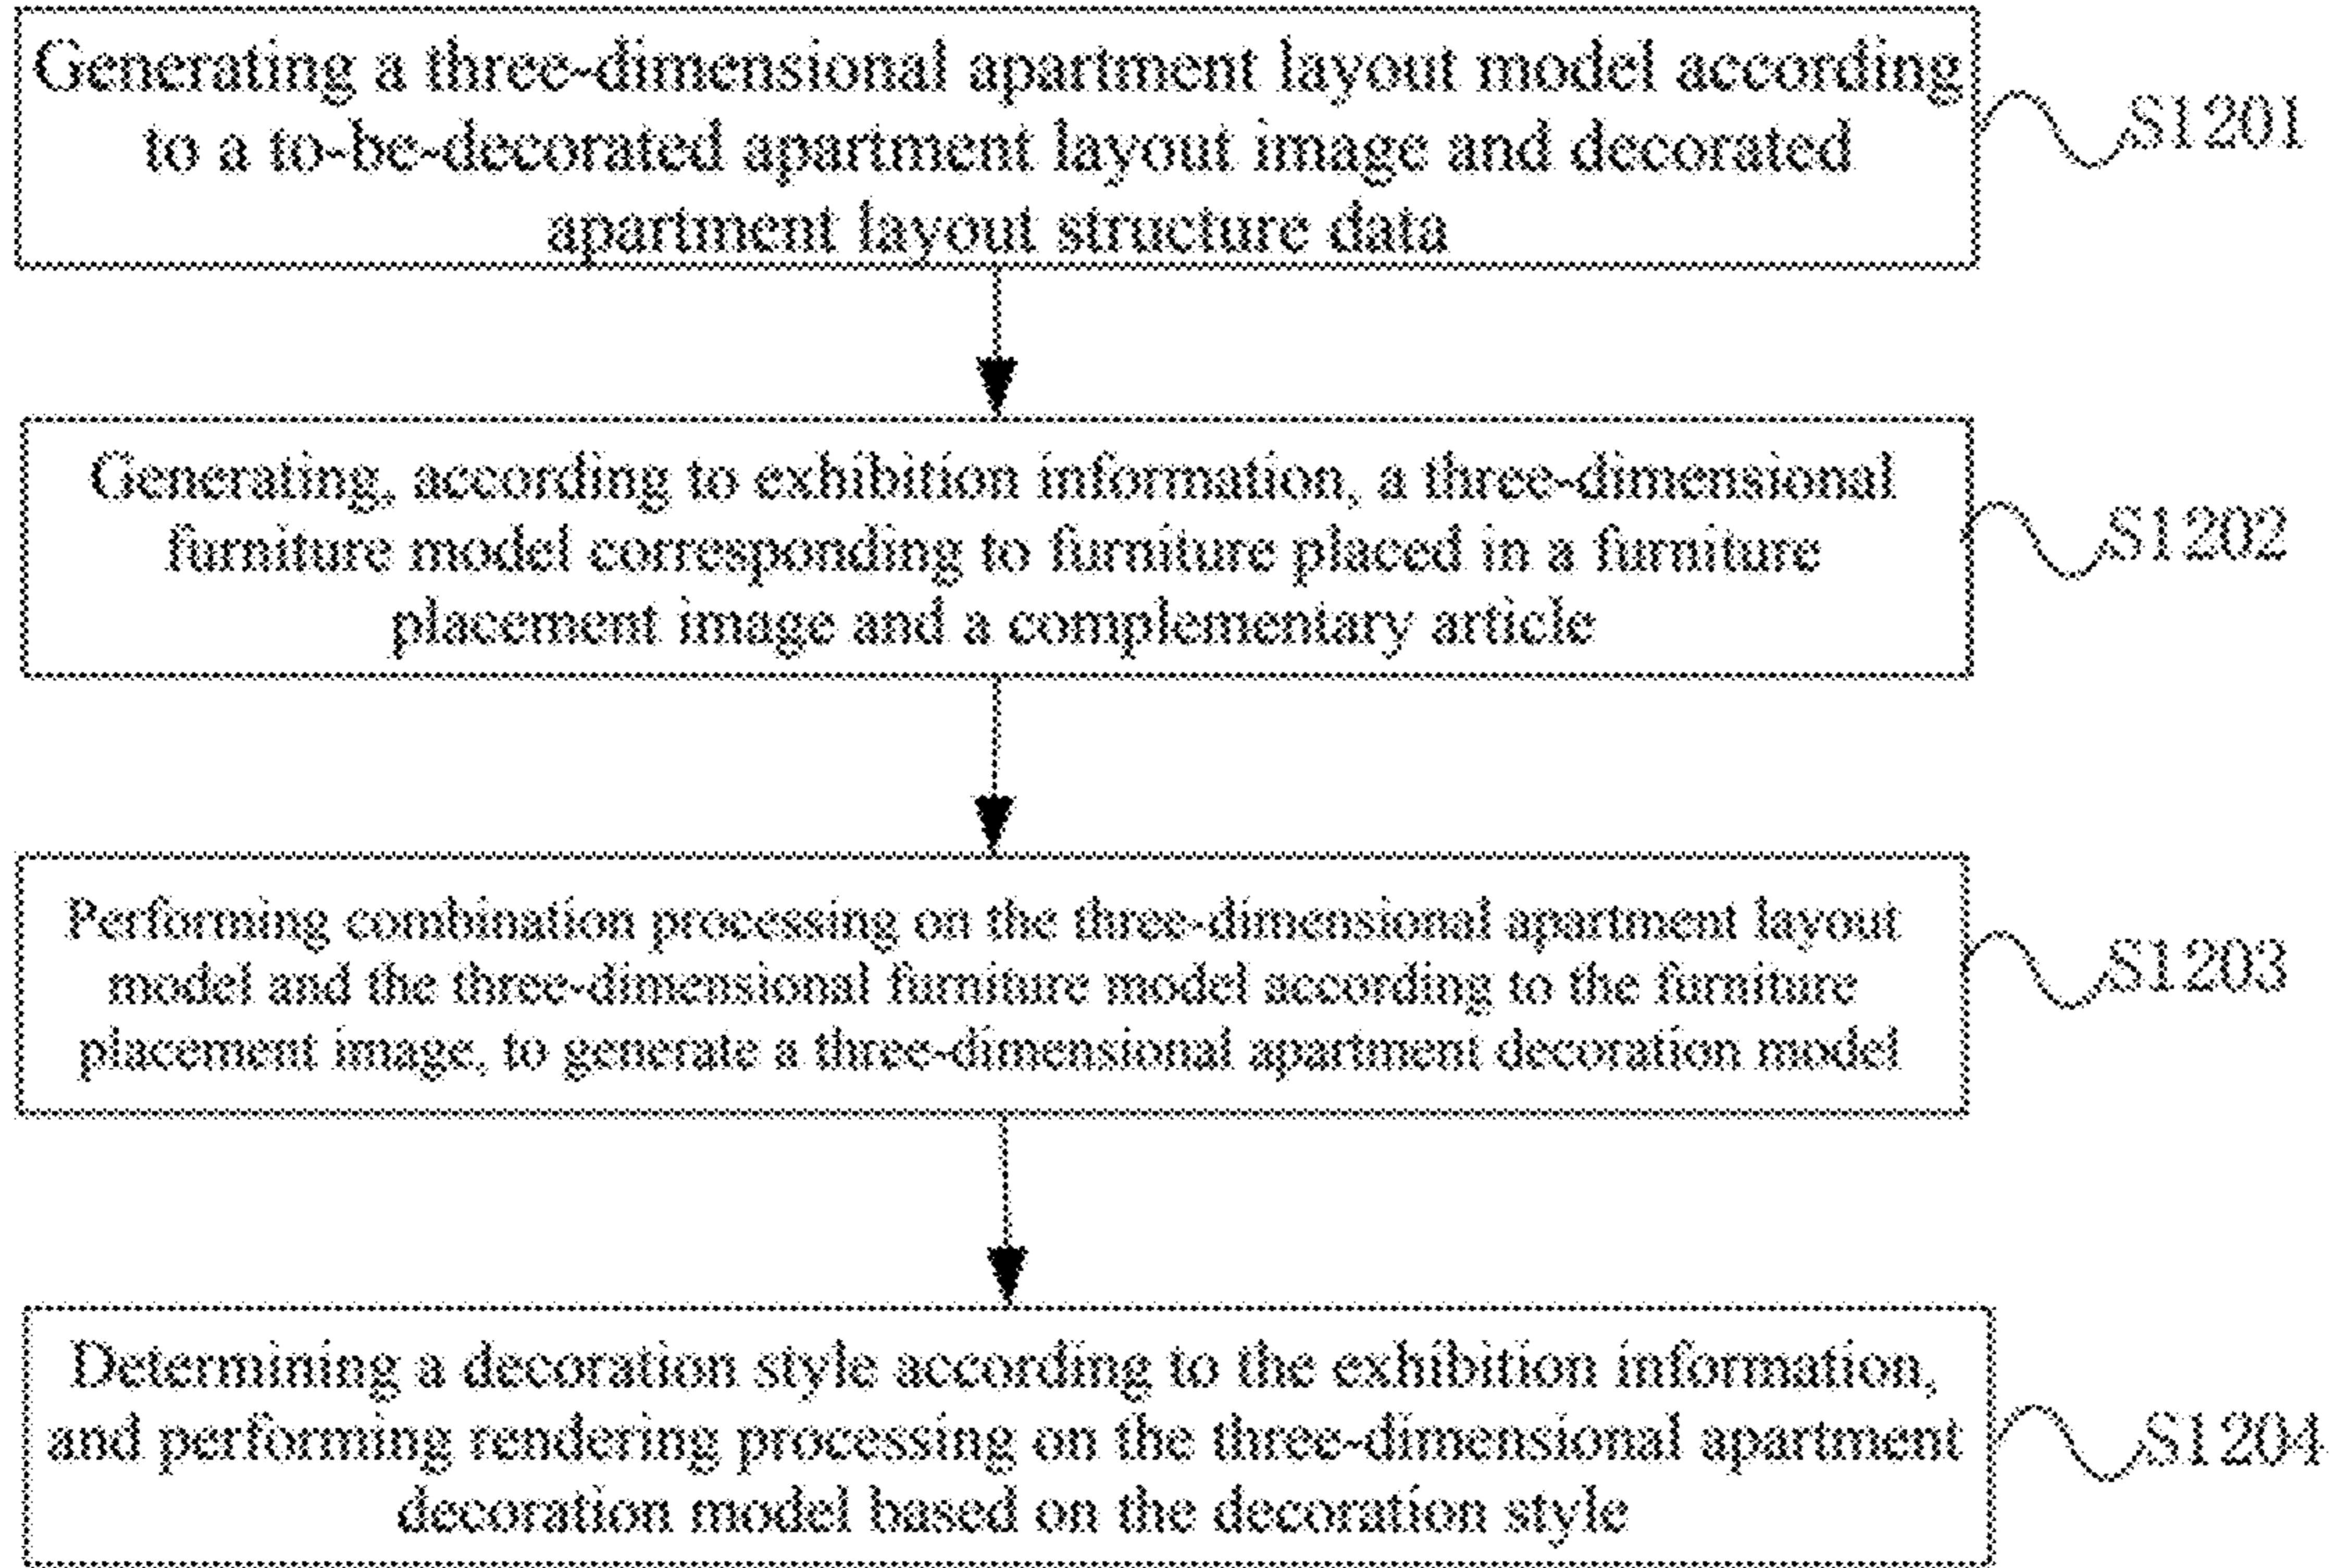 Generating a three-dimensional apartment layout model according
to a to-be-decorated apartment layout image and decorated
apartment layout structure data
S1201
Generating, according to exhibition information, a three-dimensional
furniture model corresponding to furniture placed in a furniture
placement image and a complementary article
S1202
Performing combination processing on the three-dimensional apartment layout
model and the three-dimensional furniture model according to the furniture
placement image, to generate a three-dimensional apartment decoration model
S1203
Determining a decoration style according to the exhibition information,
and performing rendering processing on the three-dimensional apartment
decoration model based on the decoration style
S1204